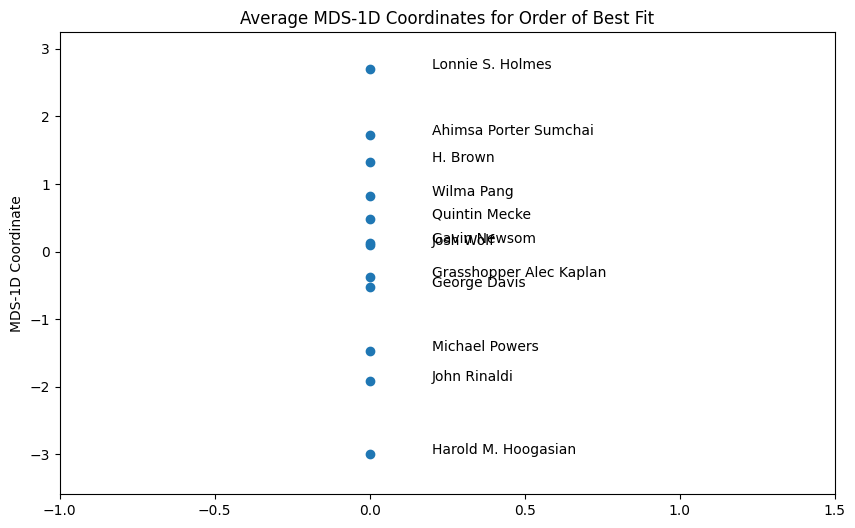 Average MDS-1D Coordinates for Order of Best Fit
MDS-1D Coordinate
3
2
1
0
−1
−2
−3
Lonnie S. Holmes
Ahimsa Porter Sumchai
H. Brown
Wilma Pang
Quintin Mecke
Gavin Newsom
Josh Wolf
Grasshopper Alec Kaplan
George Davis
Michael Powers
John Rinaldi
Harold M. Hoogasian
−1.0
−0.5
0.0
0.5
1.0
1.5